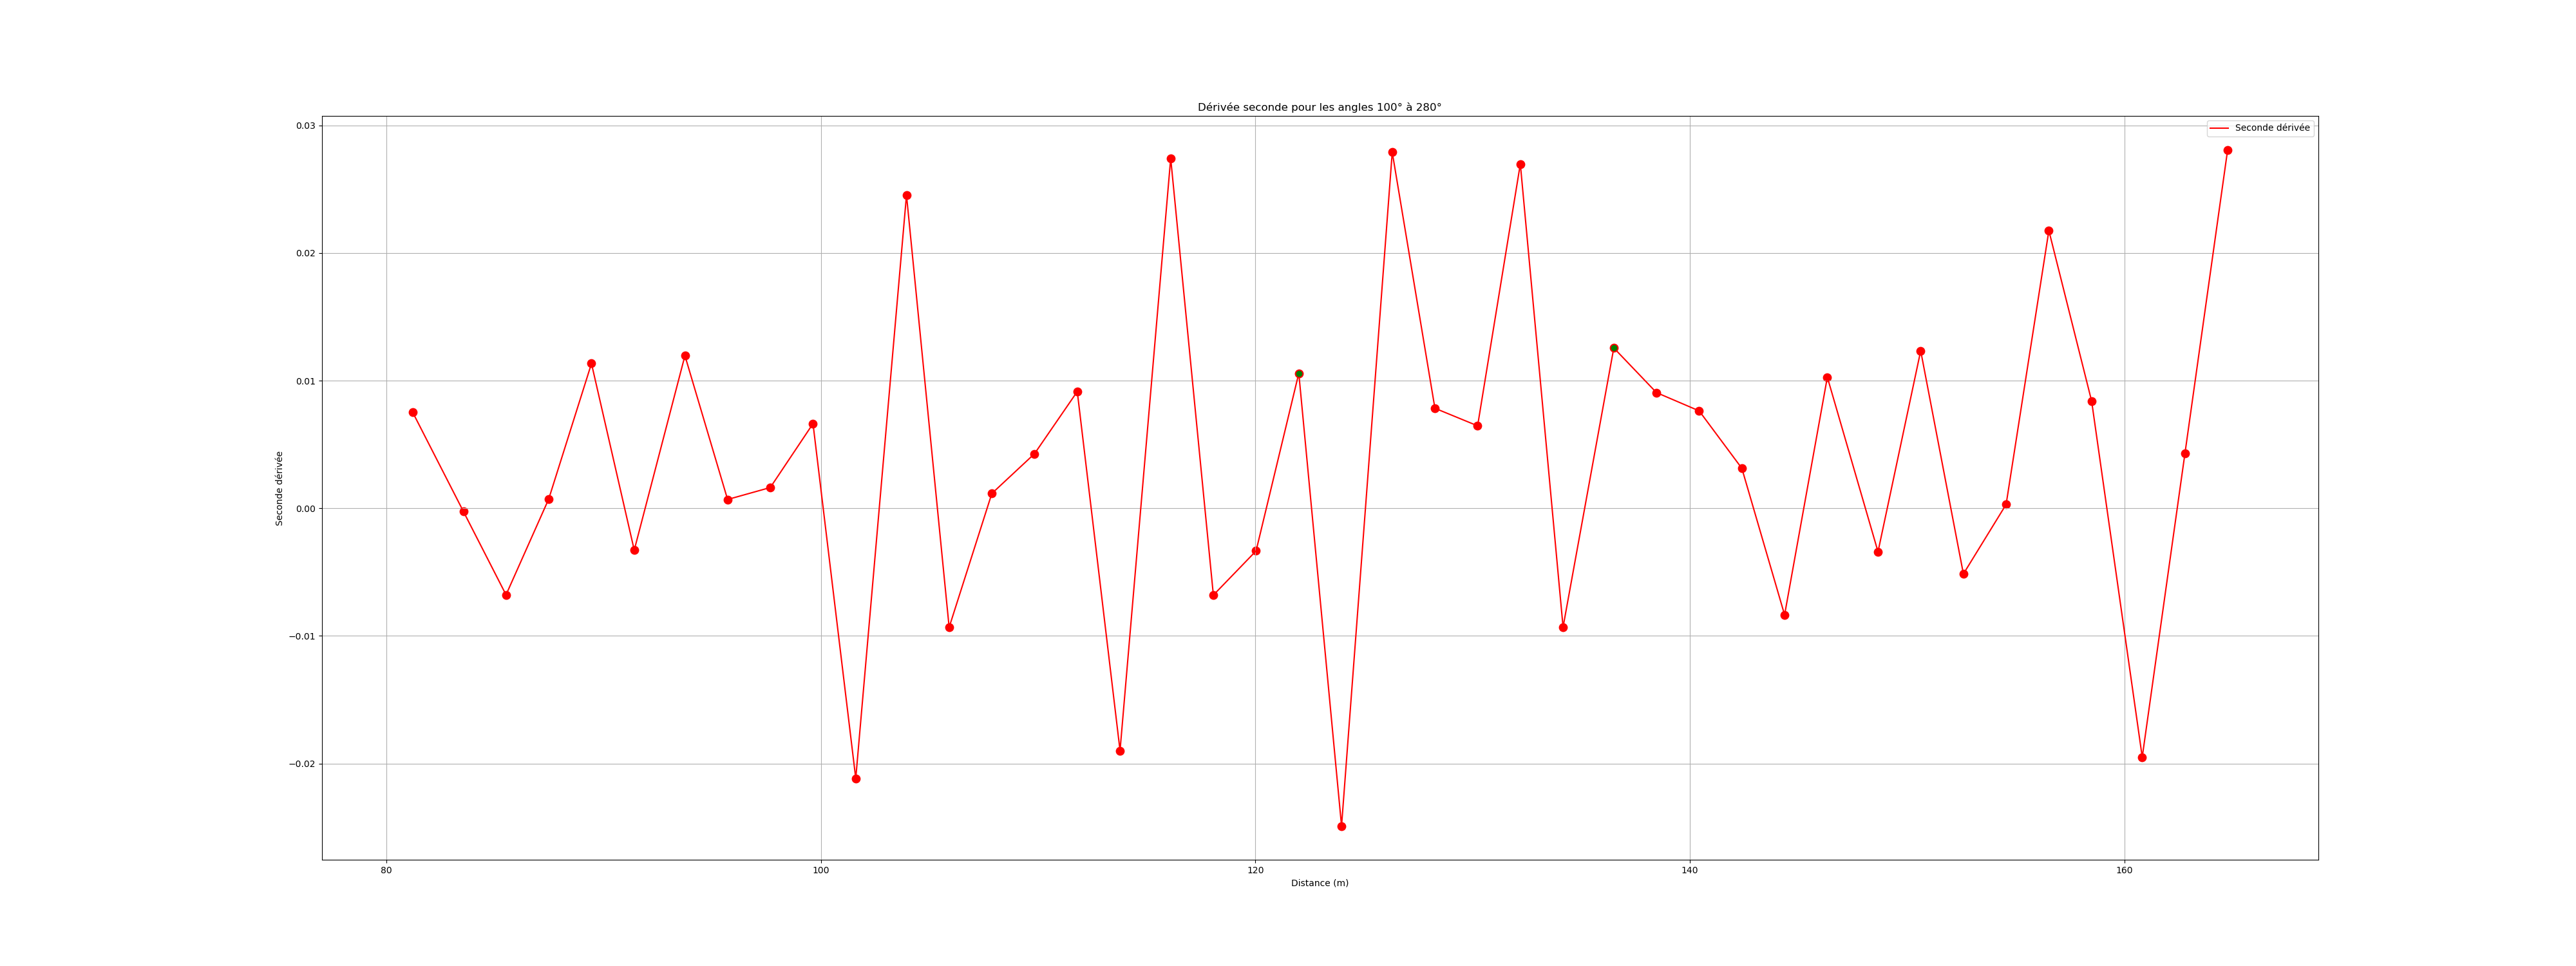 Dérivée seconde pour les angles 100° à 280°
Seconde dérivée
0.03
0.02
0.01
0.00
−0.01
−0.02
Seconde dérivée
80
100
120
140
160
Distance (m)